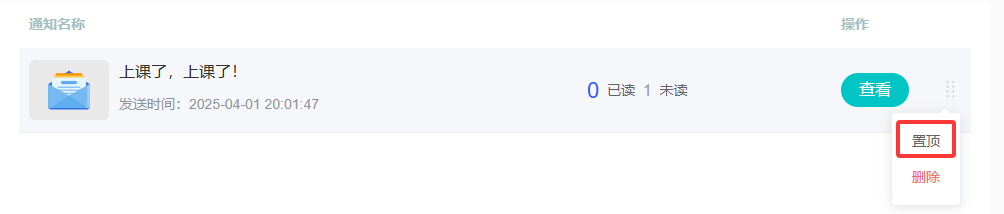 通知名称 操作
上课了，上课了！
发送时间：2025-04-01 20:01:47
0 已读 1 未读
查看
置顶
删除